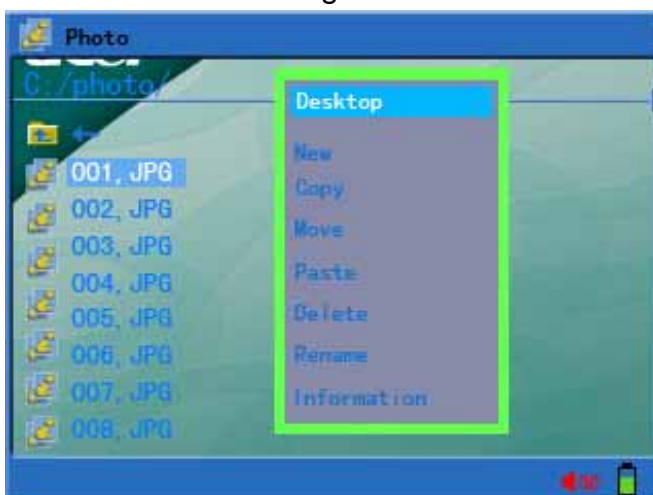 Photo
C:/photo/
001, JPG
002, JPG
003, JPG
004, JPG
005, JPG
006, JPG
007, JPG
008, JPG
Desktop
New
Copy
Move
Paste
Delete
Rename
Information